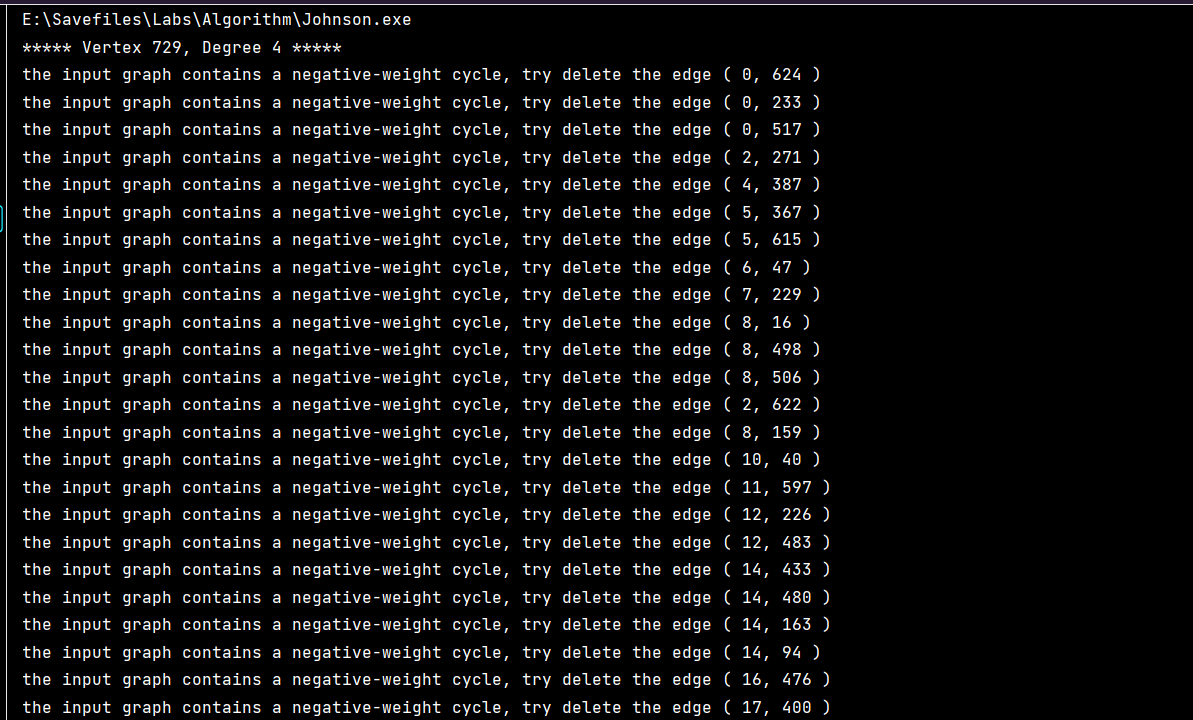 E:\Savefiles\Labs\Algorithm\Johnson.exe
***** Vertex 729, Degree 4 *****
the input graph contains a negative-weight cycle, try delete the edge ( 0, 624 )
the input graph contains a negative-weight cycle, try delete the edge ( 0, 233 )
the input graph contains a negative-weight cycle, try delete the edge ( 0, 517 )
the input graph contains a negative-weight cycle, try delete the edge ( 2, 271 )
the input graph contains a negative-weight cycle, try delete the edge ( 4, 387 )
the input graph contains a negative-weight cycle, try delete the edge ( 5, 367 )
the input graph contains a negative-weight cycle, try delete the edge ( 5, 615 )
the input graph contains a negative-weight cycle, try delete the edge ( 6, 47 )
the input graph contains a negative-weight cycle, try delete the edge ( 7, 229 )
the input graph contains a negative-weight cycle, try delete the edge ( 8, 16 )
the input graph contains a negative-weight cycle, try delete the edge ( 8, 498 )
the input graph contains a negative-weight cycle, try delete the edge ( 8, 506 )
the input graph contains a negative-weight cycle, try delete the edge ( 2, 622 )
the input graph contains a negative-weight cycle, try delete the edge ( 8, 159 )
the input graph contains a negative-weight cycle, try delete the edge ( 10, 40 )
the input graph contains a negative-weight cycle, try delete the edge ( 11, 597 )
the input graph contains a negative-weight cycle, try delete the edge ( 12, 226 )
the input graph contains a negative-weight cycle, try delete the edge ( 12, 483 )
the input graph contains a negative-weight cycle, try delete the edge ( 14, 433 )
the input graph contains a negative-weight cycle, try delete the edge ( 14, 480 )
the input graph contains a negative-weight cycle, try delete the edge ( 14, 163 )
the input graph contains a negative-weight cycle, try delete the edge ( 14, 94 )
the input graph contains a negative-weight cycle, try delete the edge ( 16, 476 )
the input graph contains a negative-weight cycle, try delete the edge ( 17, 400 )